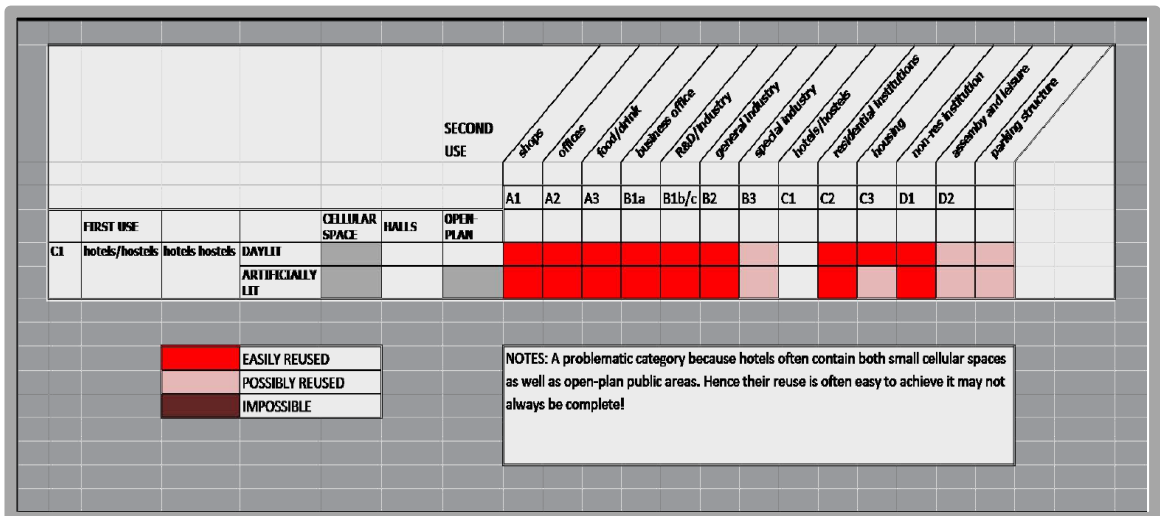 SECOND
USE
shops
offices
food/drink
business office
R&D/industry
general industry
special industry
hotels/hostels
residential institutions
housing
non-res institution
assemby and leisure
parking structure
A1 A2 A3 B1a B1b/c B2 B3 C1 C2 C3 D1 D2
FIRST USE CELLULAR SPACE HALLS OPEN-PLAN
C1 hotels/hostels hotels hostels DAYLIT
ARTIFICIALLY
LIT
EASILY REUSED
POSSIBLY REUSED
IMPOSSIBLE
NOTES: A problematic category because hotels often contain both small cellular spaces
as well as open-plan public areas. Hence their reuse is often easy to achieve it may not
always be complete!